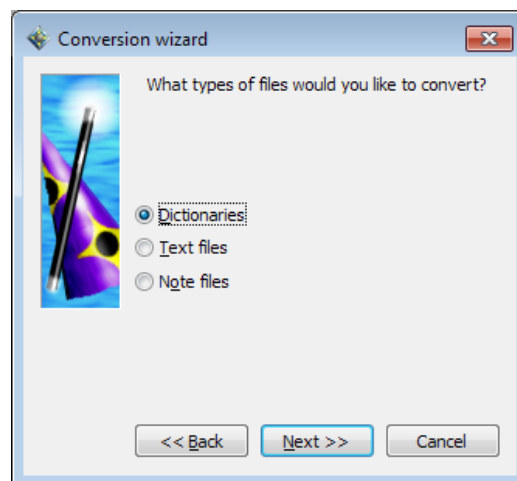 Conversion wizard
What types of files would you like to convert?
Dictionaries
Text files
Note files
<< Back
Next >>
Cancel